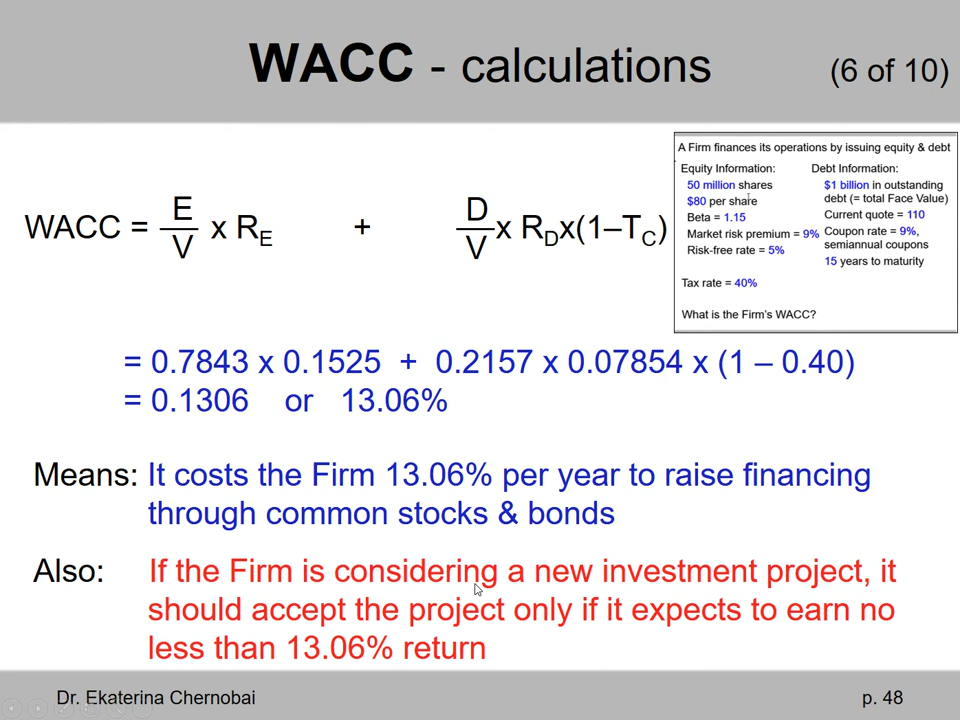 WACC - calculations (6 of 10)
A Firm finances its operations by issuing equity & debt
Equity Information:
50 million shares
$80 per share
Beta = 1.15
Market risk premium = 9%
Risk-free rate = 5%
Tax rate = 40%
What is the Firm's WACC?
Debt Information:
$1 billion in outstanding
debt (= total Face Value)
Current quote = 110
Coupon rate = 9%,
semiannual coupons
15 years to maturity
WACC = E/V x RE + D/V x RDx(1–TC)
= 0.7843 x 0.1525 + 0.2157 x 0.07854 x (1 – 0.40)
= 0.1306 or 13.06%
Means: It costs the Firm 13.06% per year to raise financing
through common stocks & bonds
Also: If the Firm is considering a new investment project, it
should accept the project only if it expects to earn no
less than 13.06% return
Dr. Ekaterina Chernobai p. 48